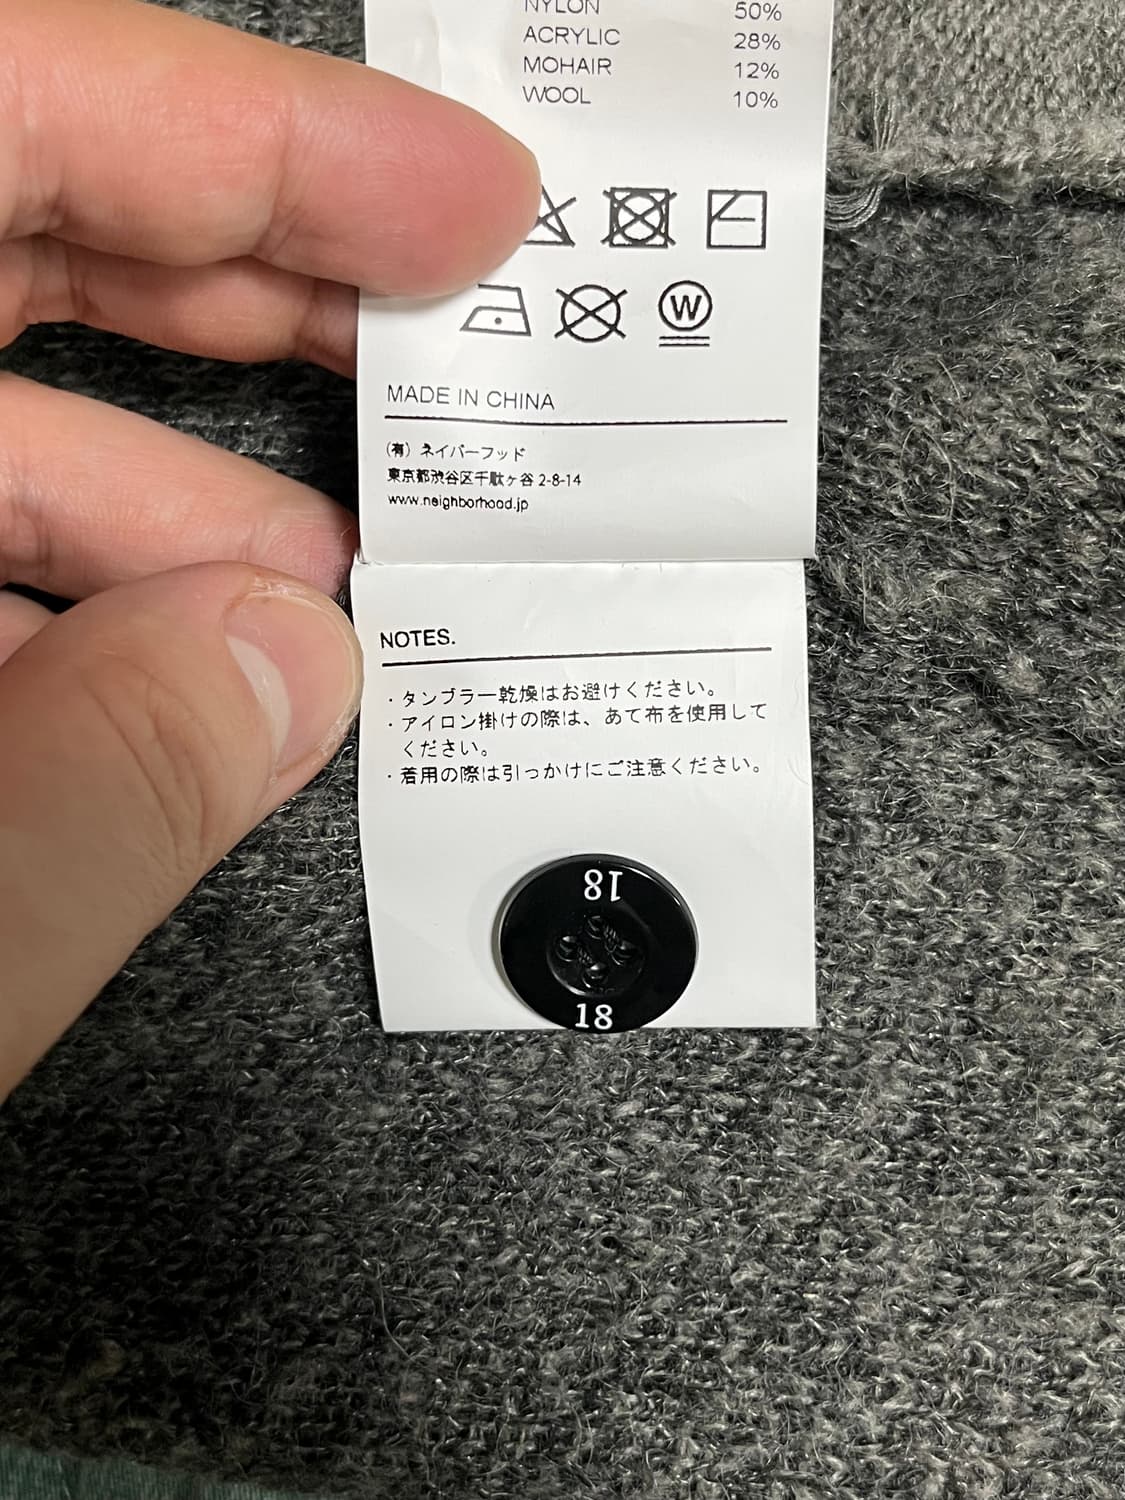 NYLON 50%
ACRYLIC 28%
MOHAIR 12%
WOOL 10%
W
MADE IN CHINA
(有) ネイバーフッド
東京都渋谷区千駄ヶ谷 2-8-14
www.neighborhood.jp
NOTES.
・タンブラー乾燥はお避けください。
・アイロン掛けの際は、あて布を使用して
ください。
・着用の際は引っかけにご注意ください。
18
18